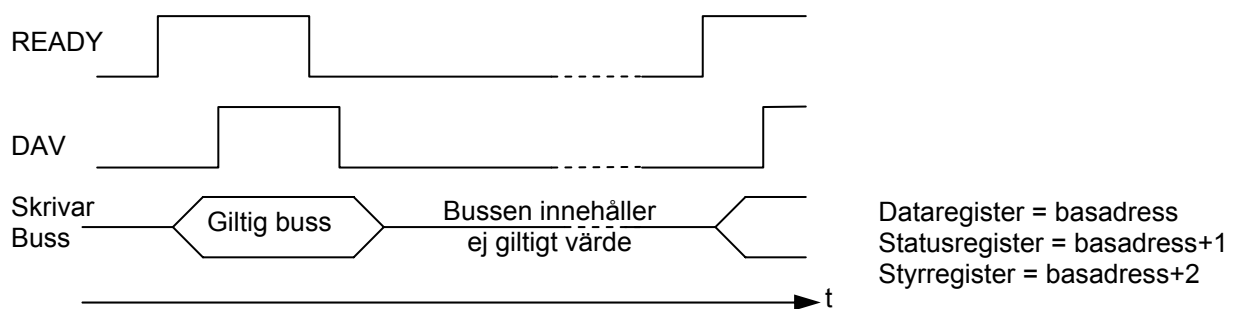 READY
DAV
Skrivar
Buss
Giltig buss
Bussen innehåller
ej giltigt värde
Dataregister = basadress
Statusregister = basadress+1
Styrregister = basadress+2
t